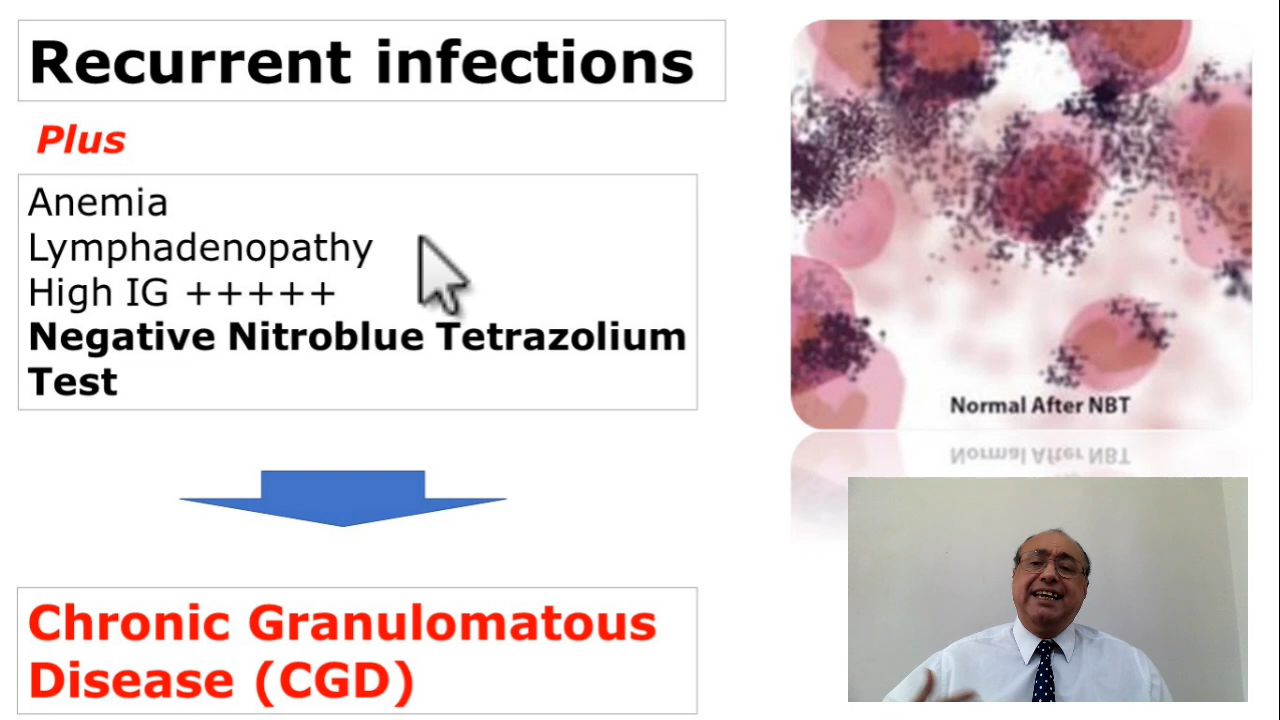 Recurrent infections
Plus
Anemia
Lymphadenopathy
High IG +++++
Negative Nitroblue Tetrazolium
Test
Normal After NBT
Normal After NBT
Chronic Granulomatous
Disease (CGD)